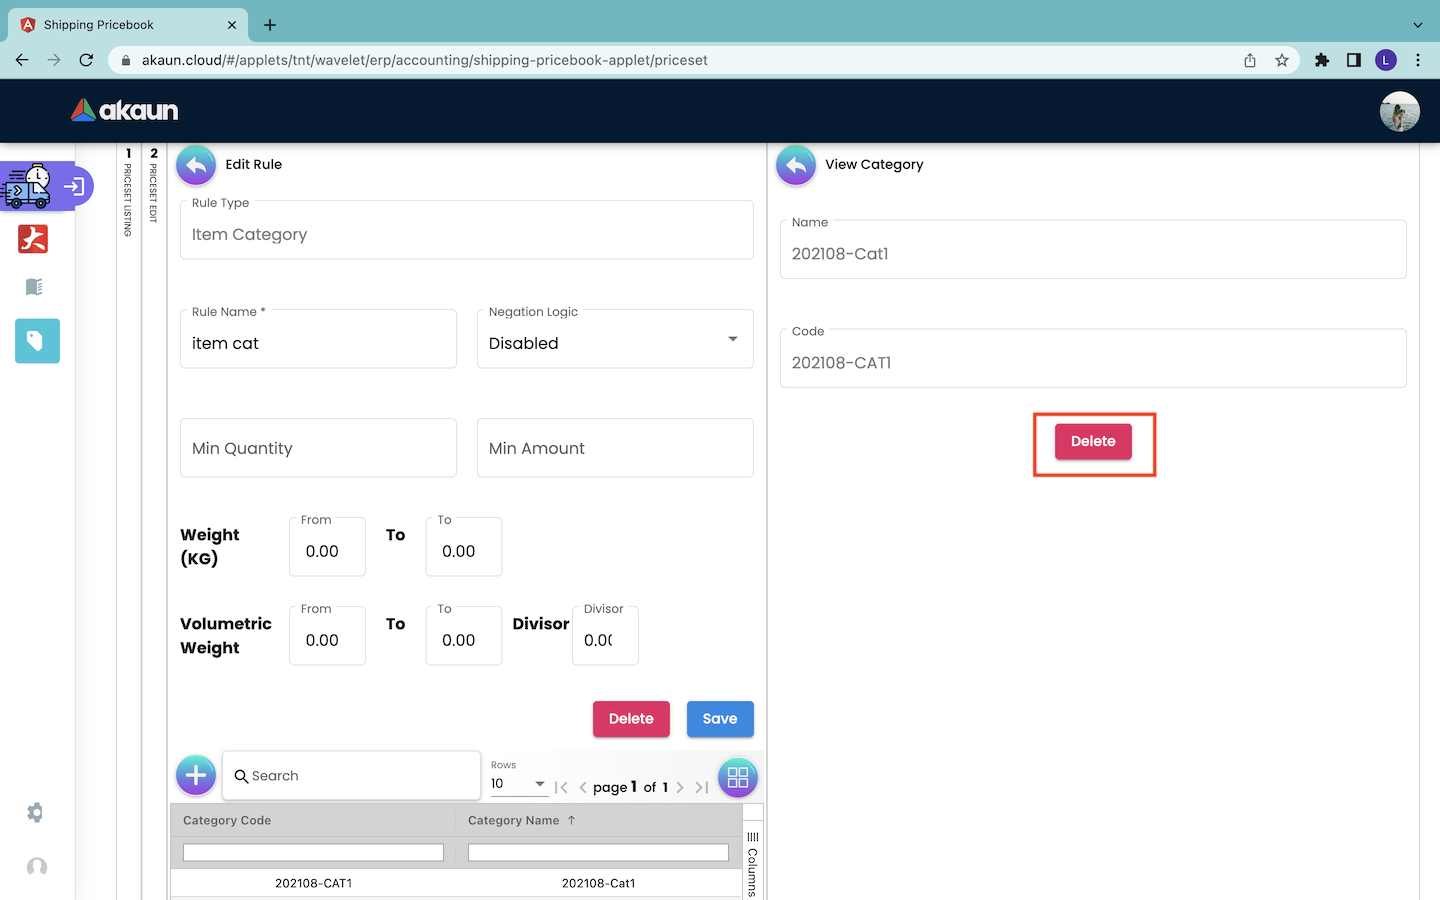 Shipping Pricebook
akaun.cloud/#/applets/tnt/wavelet/erp/accounting/shipping-pricebook-applet/priceset
L
akaun
1 PRICESET LISTING
2 PRICESET EDIT
Edit Rule
Rule Type
Item Category
Rule Name *
item cat
Negation Logic
Disabled
Min Quantity
Min Amount
Weight (KG)
From
0.00
To
To
0.00
Volumetric Weight
From
0.00
To
To
0.00
Divisor
Divisor
0.00
Delete
Save
Search
Rows
10
page 1 of 1
Category Code
Category Name ↑
202108-CAT1
202108-Cat1
Columns
View Category
Name
202108-Cat1
Code
202108-CAT1
Delete